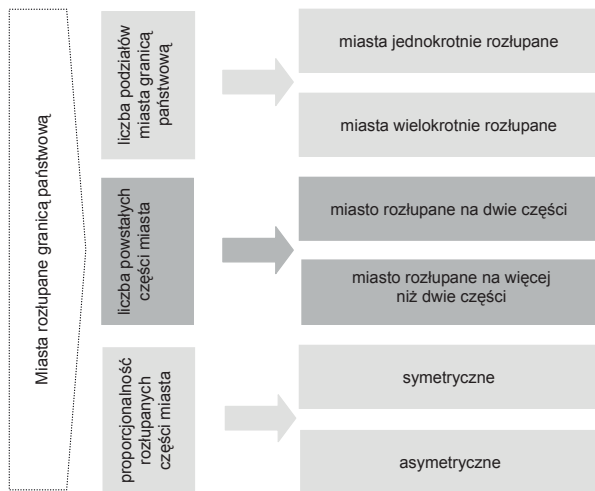 Miasta rozłupane granicą państwową
liczba podziałów
miasta granicą
państwową
miasta jednokrotnie rozłupane
miasta wielokrotnie rozłupane
liczba powstałych
części miasta
miasto rozłupane na dwie części
miasto rozłupane na więcej
niż dwie części
proporcjonalność
rozłupanych
części miasta
symetryczne
asymetryczne